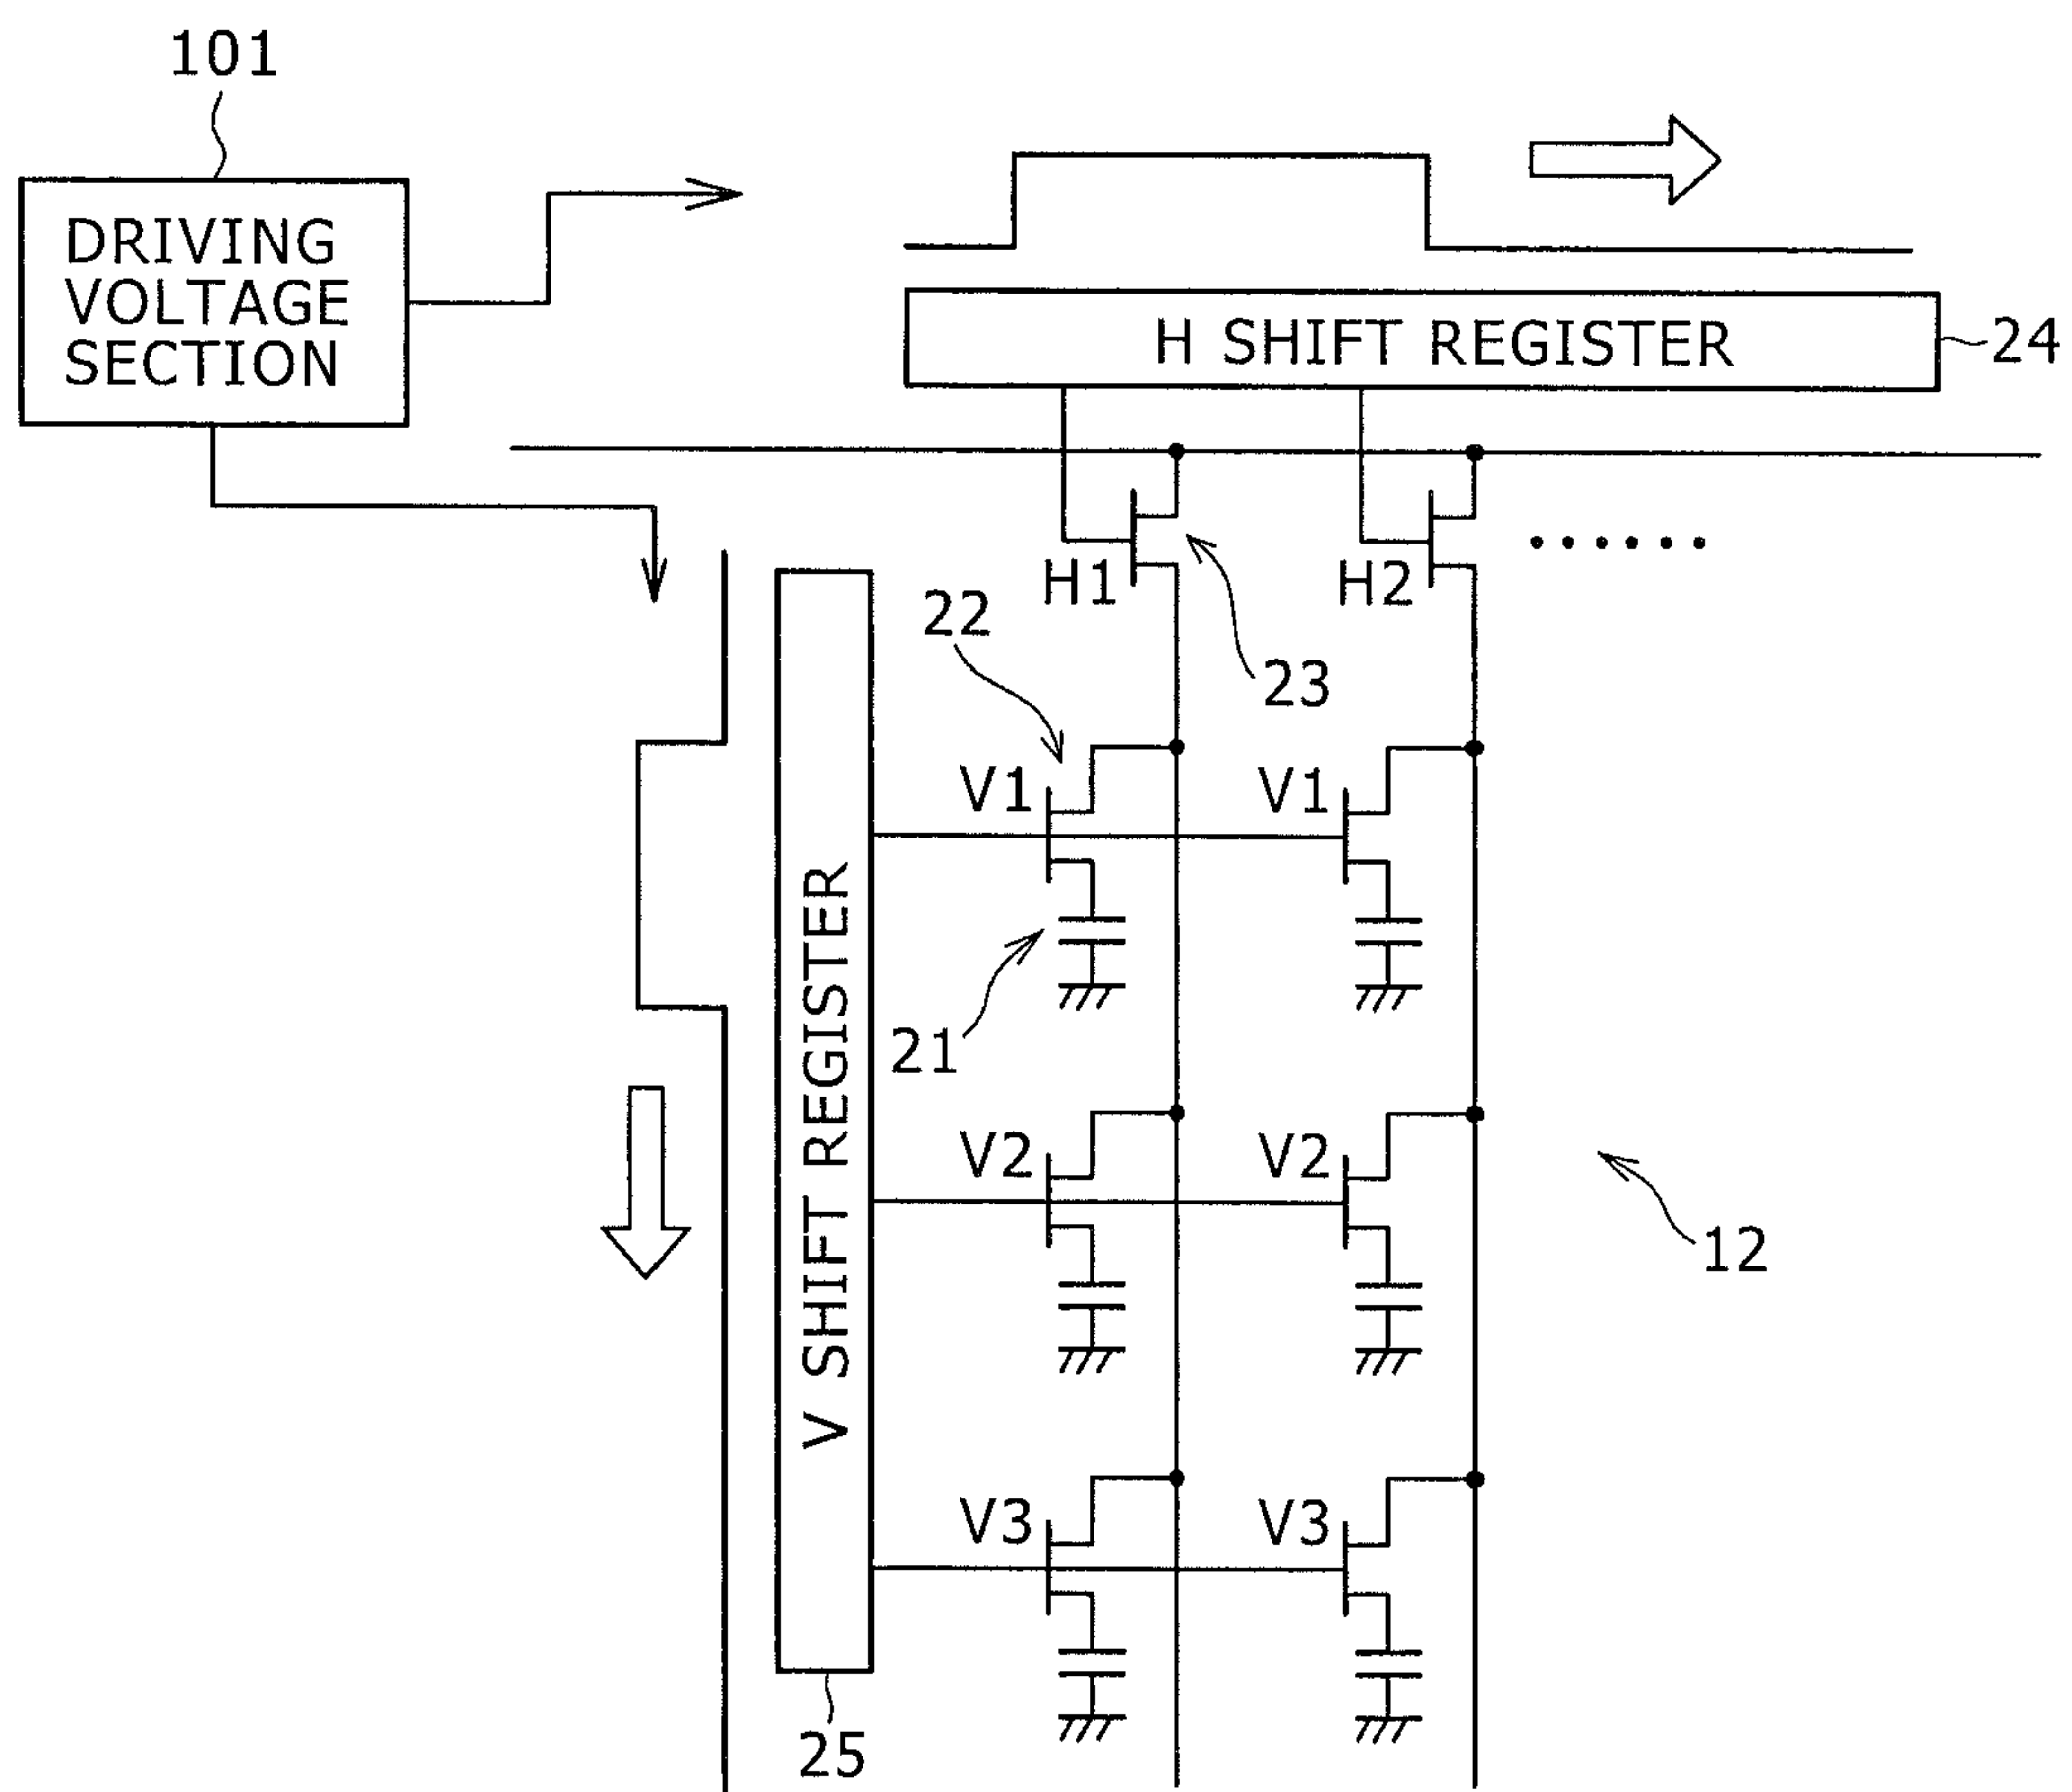 101
DRIVING
VOLTAGE
SECTION
H SHIFT REGISTER
24
H1
H2
23
22
V1
V1
21
V SHIFT REGISTER
V2
V2
12
V3
V3
25